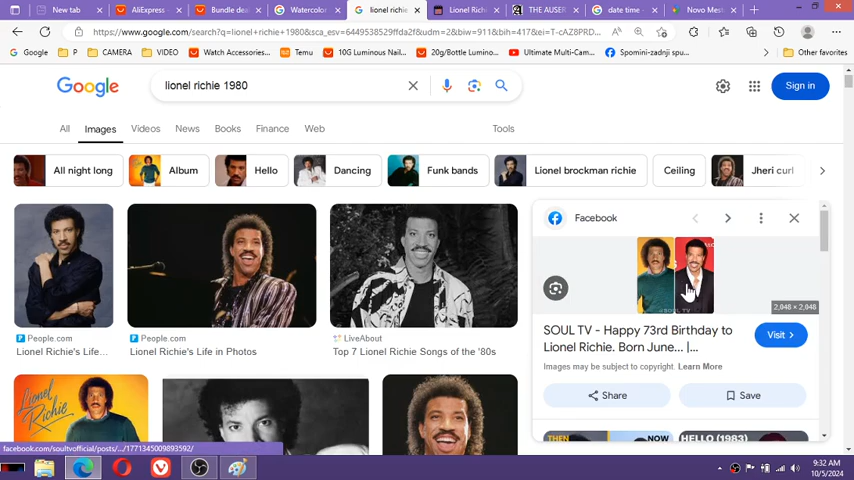 New tab
AliExpress
Bundle deal
Watercolor
lionel richie
Lionel Richi
THE AUSER
date time -
Novo Mesto
https://www.google.com/search?q=lionel+richie+1980&sca_esv=6449538529ffda2f&udm=2&biw=911&bih=417&ei=T-cAZ8PRD...
Google
P
CAMERA
VIDEO
Watch Accessories...
Temu
10G Luminous Nail...
20g/Bottle Lumino...
Ultimate Multi-Cam...
Spomini-zadnji spu...
Other favorites
Google
lionel richie 1980
Sign in
All
Images
Videos
News
Books
Finance
Web
Tools
All night long
Album
Hello
Dancing
Funk bands
Lionel brockman richie
Ceiling
Jheri curl
Facebook
SOUL TV
2,048 × 2,048
SOUL TV - Happy 73rd Birthday to
Lionel Richie. Born June... |...
Visit
Images may be subject to copyright. Learn More
Share
Save
THEN
NOW
HELLO (1983)
People.com
Lionel Richie's Life...
People.com
Lionel Richie's Life in Photos
LiveAbout
Top 7 Lionel Richie Songs of the '80s
Lionel
Richie
facebook.com/soultvofficial/posts/.../1771345009893592/
9:32 AM
10/5/2024